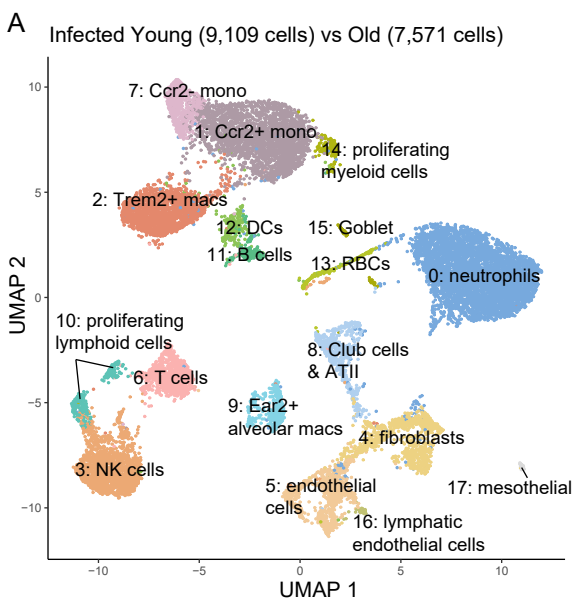 A
Infected Young (9,109 cells) vs Old (7,571 cells)
7: Ccr2- mono
1: Ccr2+ mono
14: proliferating
myeloid cells
2: Trem2+ macs
12: DCs
11: B cells
15: Goblet
13: RBCs
0: neutrophils
10: proliferating
lymphoid cells
6: T cells
8: Club cells
& ATII
9: Ear2+
alveolar macs
4: fibroblasts
3: NK cells
5: endothelial
cells
17: mesothelial
16: lymphatic
endothelial cells
10
5
0
−5
−10
UMAP 2
−10
−5
0
5
10
UMAP 1